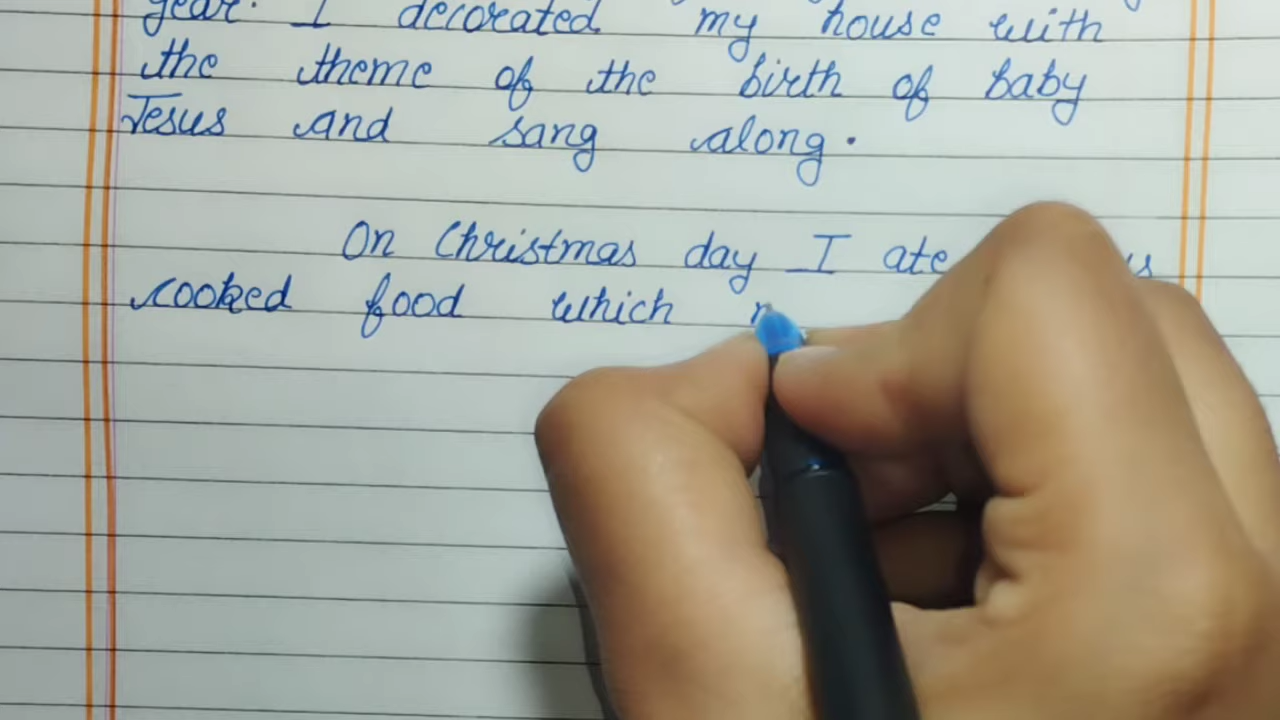 year. I decorated my house with
the theme of the birth of baby
Jesus and sang along.
On Christmas day I ate
cooked food which